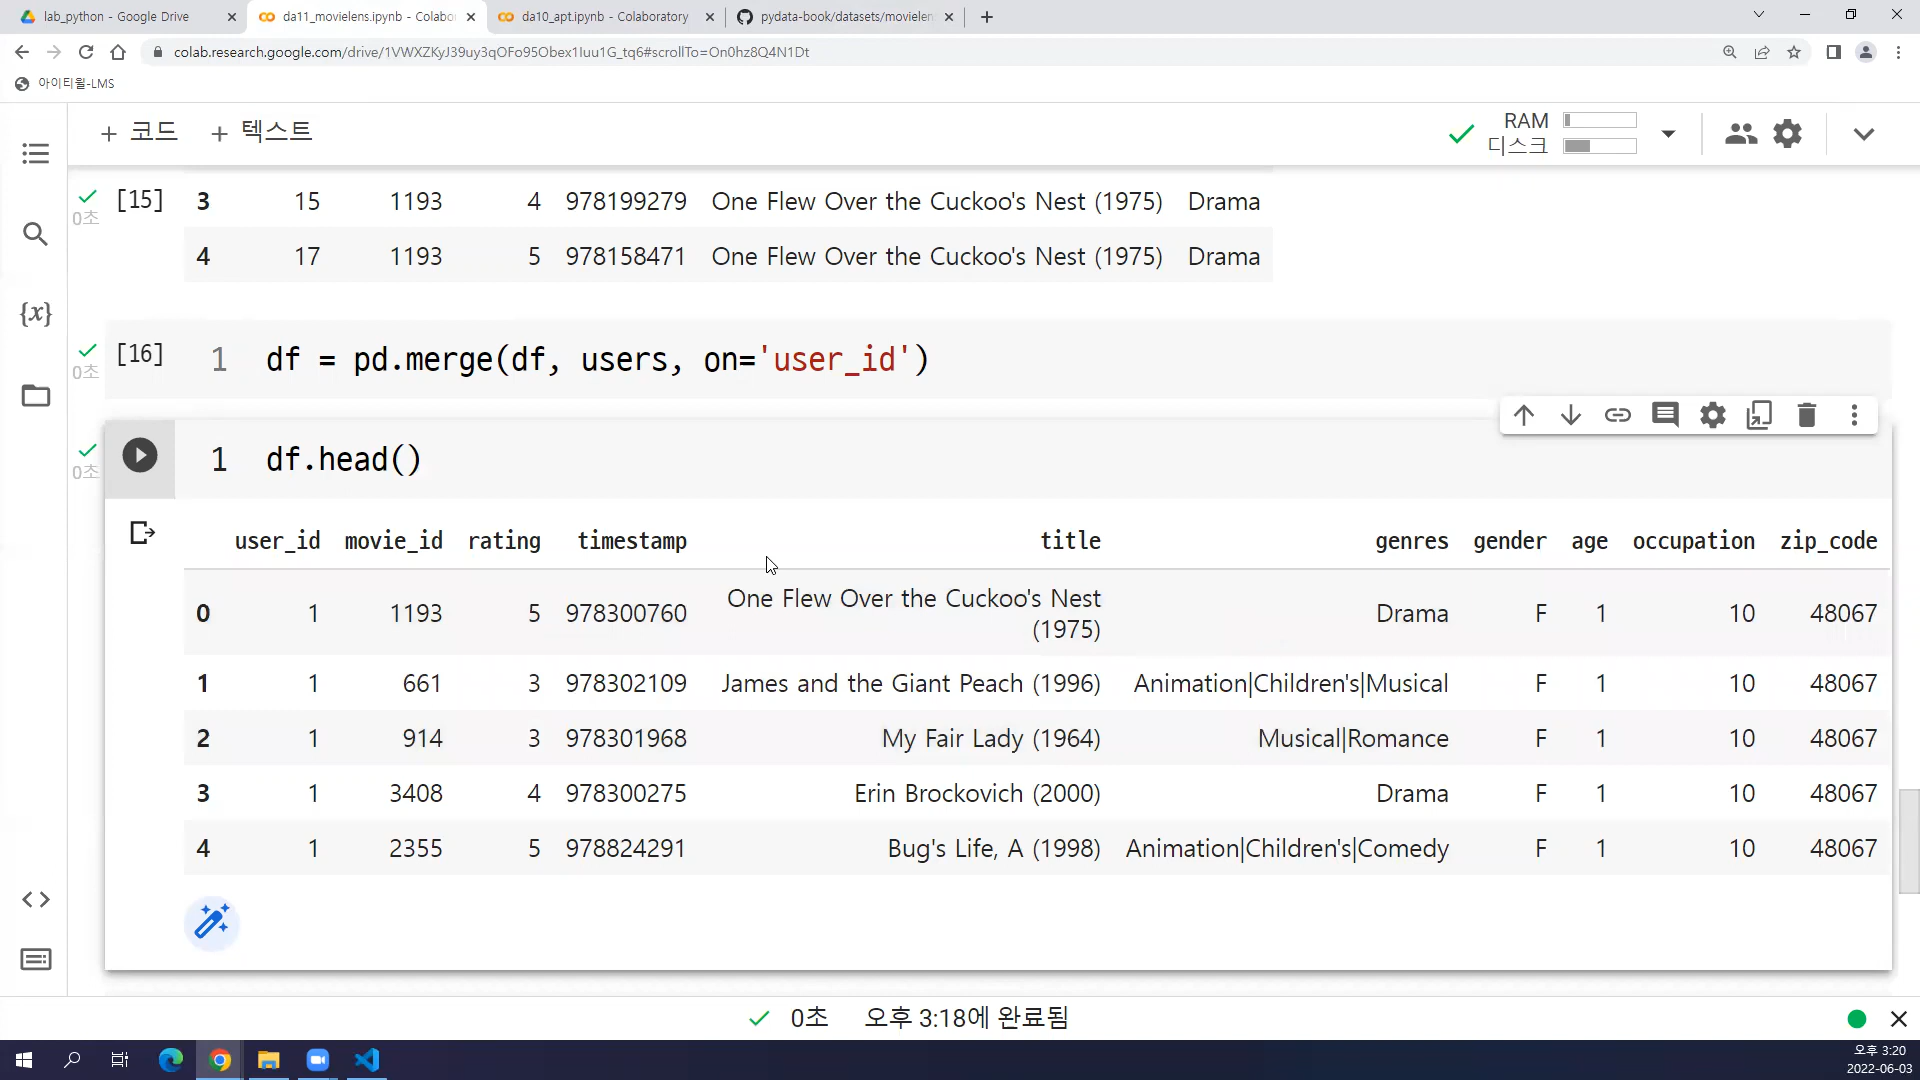 lab_python - Google Drive
da11_movielens.ipynb - Colabo
da10_apt.ipynb - Colaboratory
pydata-book/datasets/movielen
colab.research.google.com/drive/1VWXZKyJ39uy3qOFo95Obex1Iuu1G_tq6#scrollTo=On0hz8Q4N1Dt
아이티윌-LMS
+ 코드 + 텍스트
RAM
디스크
[15] 3 15 1193 4 978199279 One Flew Over the Cuckoo's Nest (1975) Drama
0초
4 17 1193 5 978158471 One Flew Over the Cuckoo's Nest (1975) Drama
{x}
[16] 1 df = pd.merge(df, users, on='user_id')
0초
1 df.head()
0초
user_id movie_id rating timestamp title genres gender age occupation zip_code
0 1 1193 5 978300760 One Flew Over the Cuckoo's Nest (1975) Drama F 1 10 48067
1 1 661 3 978302109 James and the Giant Peach (1996) Animation|Children's|Musical F 1 10 48067
2 1 914 3 978301968 My Fair Lady (1964) Musical|Romance F 1 10 48067
3 1 3408 4 978300275 Erin Brockovich (2000) Drama F 1 10 48067
4 1 2355 5 978824291 Bug's Life, A (1998) Animation|Children's|Comedy F 1 10 48067
0초 오후 3:18에 완료됨
오후 3:20
2022-06-03